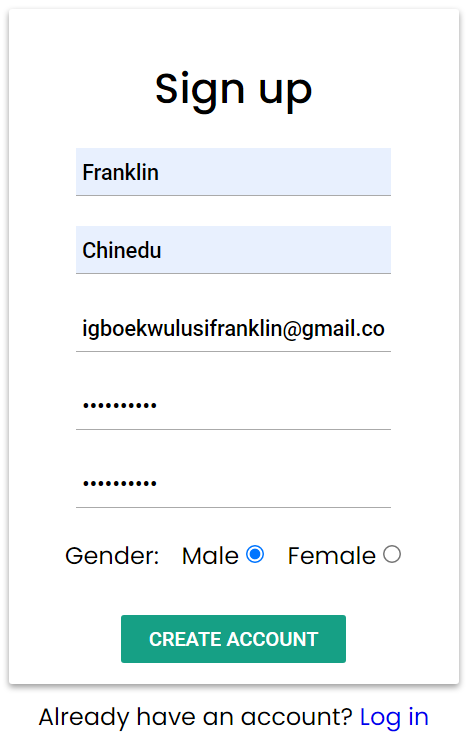 Sign up
Franklin
Chinedu
igboekwulusifranklin@gmail.co
••••••••••
••••••••••
Gender: Male Female
CREATE ACCOUNT
Already have an account? Log in